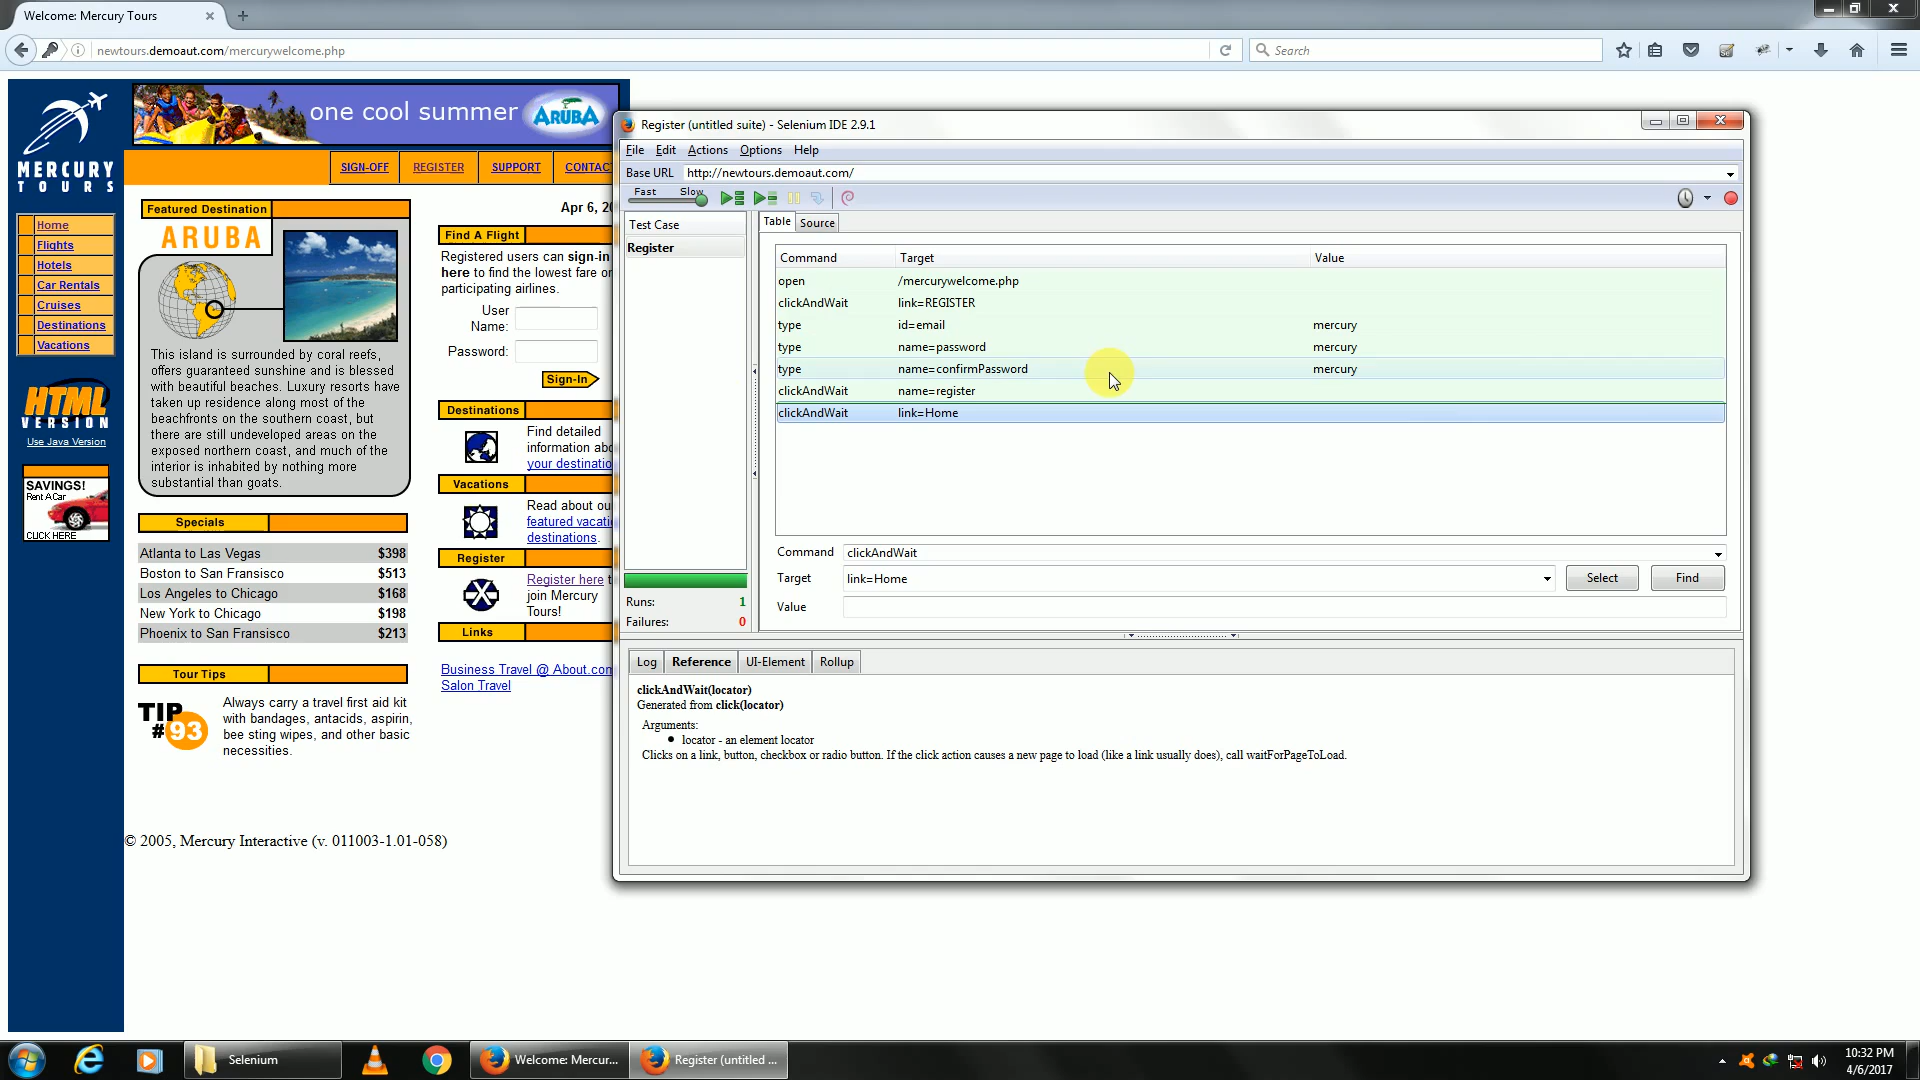 Welcome: Mercury Tours
newtours.demoaut.com/mercurywelcome.php
Search
MERCURY
TOURS
one cool summer
ARUBA
SIGN-OFF
REGISTER
SUPPORT
CONTAC
Home
Flights
Hotels
Car Rentals
Cruises
Destinations
Vacations
HTML
VERSION
Use Java Version
SAVINGS!
Rent A Car
CLICK HERE
Featured Destination
ARUBA
This island is surrounded by coral reefs,
offers guaranteed sunshine and is blessed
with beautiful beaches. Luxury resorts have
taken up residence along most of the
beachfronts on the southern coast, but
there are still undeveloped areas on the
exposed northern coast, and much of the
interior is inhabited by nothing more
substantial than goats.
Specials
Atlanta to Las Vegas $398
Boston to San Fransisco $513
Los Angeles to Chicago $168
New York to Chicago $198
Phoenix to San Fransisco $213
Tour Tips
TIP
#93
Always carry a travel first aid kit
with bandages, antacids, aspirin,
bee sting wipes, and other basic
necessities.
© 2005, Mercury Interactive (v. 011003-1.01-058)
Apr 6, 20
Find A Flight
Registered users can sign-in
here to find the lowest fare on
participating airlines.
User
Name:
Password:
Sign-In
Destinations
Find detailed
information abo
your destinatio
Vacations
Read about ou
featured vacati
destinations.
Register
Register here t
join Mercury
Tours!
Links
Business Travel @ About.com
Salon Travel
Register (untitled suite) - Selenium IDE 2.9.1
File Edit Actions Options Help
Base URL http://newtours.demoaut.com/
Fast Slow
Test Case
Register
Runs: 1
Failures: 0
Table Source
Command Target Value
open /mercurywelcome.php
clickAndWait link=REGISTER
type id=email mercury
type name=password mercury
type name=confirmPassword mercury
clickAndWait name=register
clickAndWait link=Home
Command clickAndWait
Target link=Home Select Find
Value
Log Reference UI-Element Rollup
clickAndWait(locator)
Generated from click(locator)
Arguments:
• locator - an element locator
Clicks on a link, button, checkbox or radio button. If the click action causes a new page to load (like a link usually does), call waitForPageToLoad.
Selenium
Welcome: Mercur...
Register (untitled ...
10:32 PM
4/6/2017